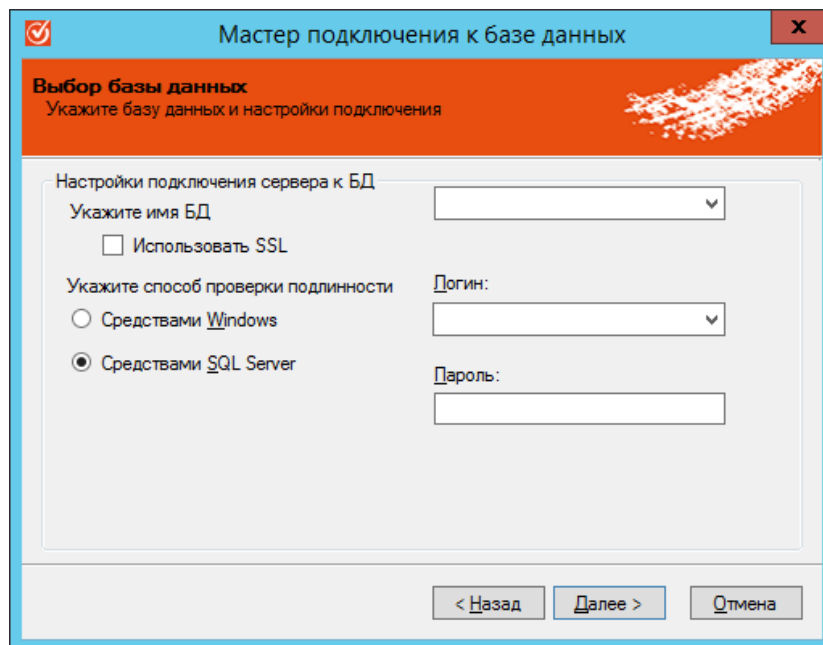 Мастер подключения к базе данных
x
Выбор базы данных
Укажите базу данных и настройки подключения
Настройки подключения сервера к БД
Укажите имя БД
Использовать SSL
Укажите способ проверки подлинности
Средствами Windows
Средствами SQL Server
Логин:
Пароль:
< Назад
Далее >
Отмена